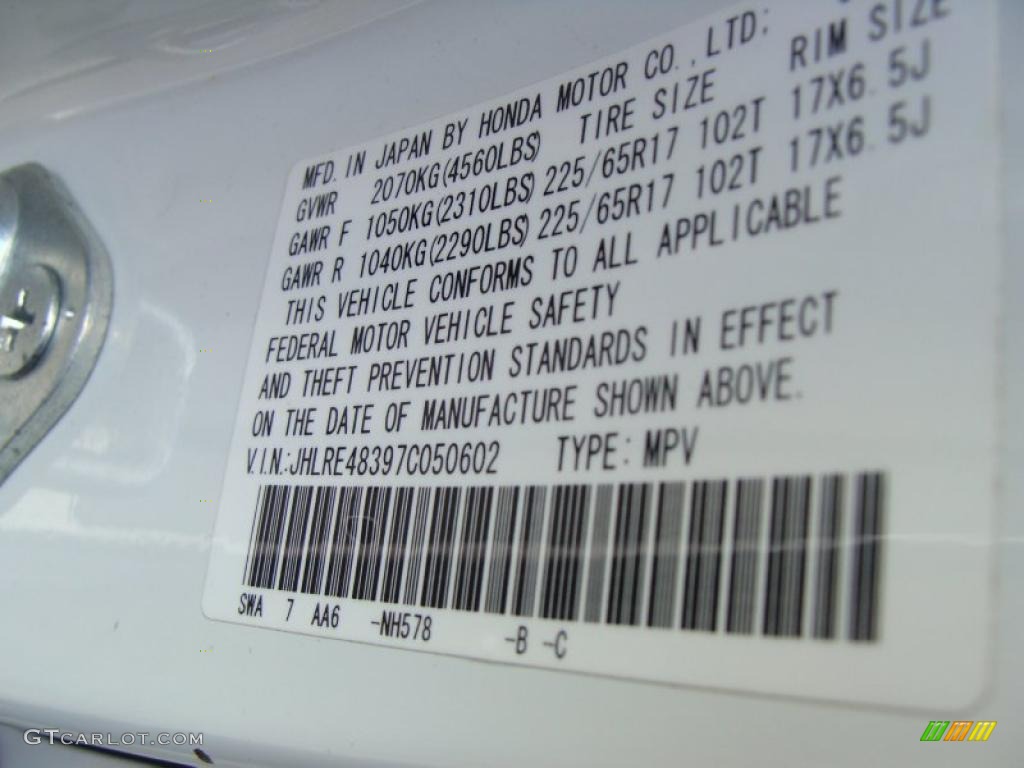 MFD. IN JAPAN BY HONDA MOTOR CO., LTD;
GVWR 2070KG(4560LBS) TIRE SIZE RIM SIZE
GAWR F 1050KG(2310LBS) 225/65R17 102T 17X6.5J
GAWR R 1040KG(2290LBS) 225/65R17 102T 17X6.5J
THIS VEHICLE CONFORMS TO ALL APPLICABLE
FEDERAL MOTOR VEHICLE SAFETY
AND THEFT PREVENTION STANDARDS IN EFFECT
ON THE DATE OF MANUFACTURE SHOWN ABOVE.
V.I.N.:JHLRE48397C050602 TYPE: MPV
SWA 7 AA6 -NH578 -B -C
GTCARLOT.COM